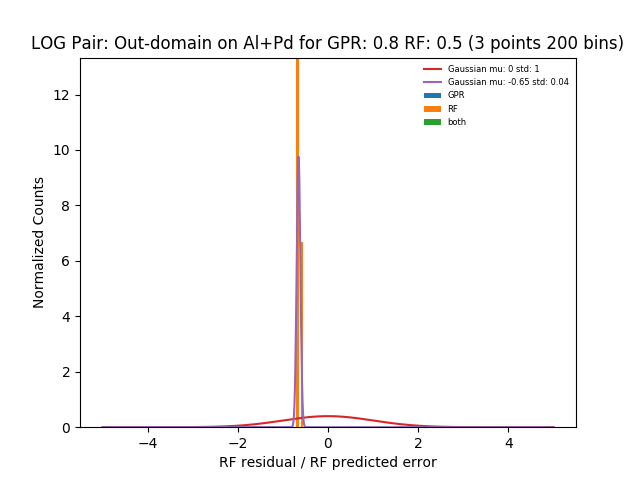 LOG Pair: Out-domain on Al+Pd for GPR: 0.8 RF: 0.5 (3 points 200 bins)
Gaussian mu: 0 std: 1
Gaussian mu: -0.65 std: 0.04
GPR
RF
both
12
10
8
6
4
2
0
Normalized Counts
−4 −2 0 2 4
RF residual / RF predicted error